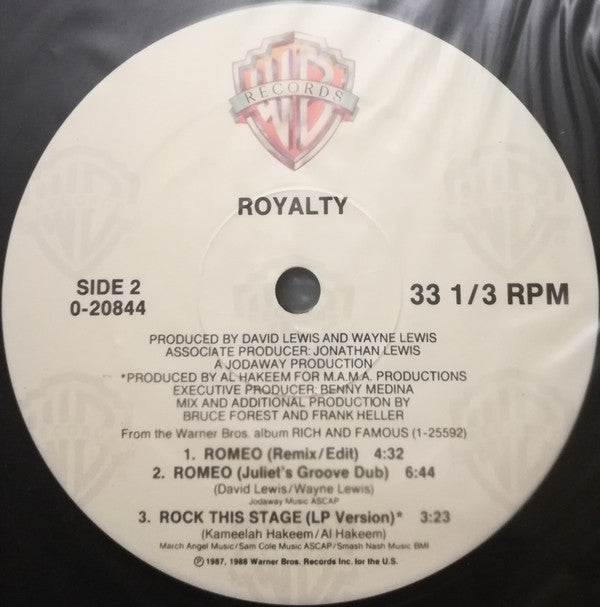 RECORDS
ROYALTY
SIDE 2
0-20844
33 1/3 RPM
PRODUCED BY DAVID LEWIS AND WAYNE LEWIS
ASSOCIATE PRODUCER: JONATHAN LEWIS
A JODAWAY PRODUCTION
*PRODUCED BY AL HAKEEM FOR M.A.M.A. PRODUCTIONS
EXECUTIVE PRODUCER: BENNY MEDINA
MIX AND ADDITIONAL PRODUCTION BY
BRUCE FOREST AND FRANK HELLER
From the Warner Bros. album RICH AND FAMOUS (1-25592)
1. ROMEO (Remix/Edit) 4:32
2. ROMEO (Juliet's Groove Dub) 6:44
(David Lewis/Wayne Lewis)
Jodaway Music ASCAP
3. ROCK THIS STAGE (LP Version)* 3:23
(Kameelah Hakeem/Al Hakeem)
March Angel Music/Sam Cole Music ASCAP/Smash Nash Music BMI
℗ 1987, 1988 Warner Bros. Records Inc. for the U.S.